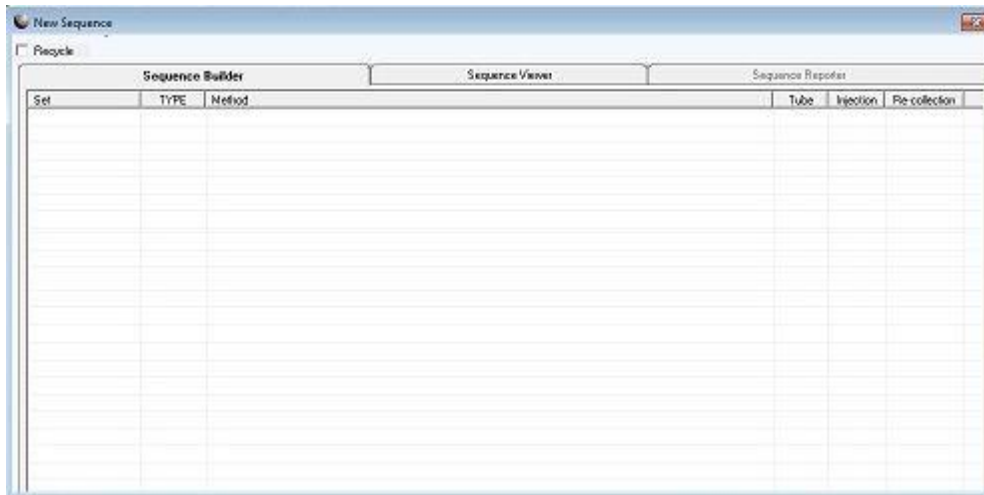 New Sequence
Recycle
Sequence Builder Sequence Viewer Sequence Reporter
Set TYPE Method Tube Injection Re-collection